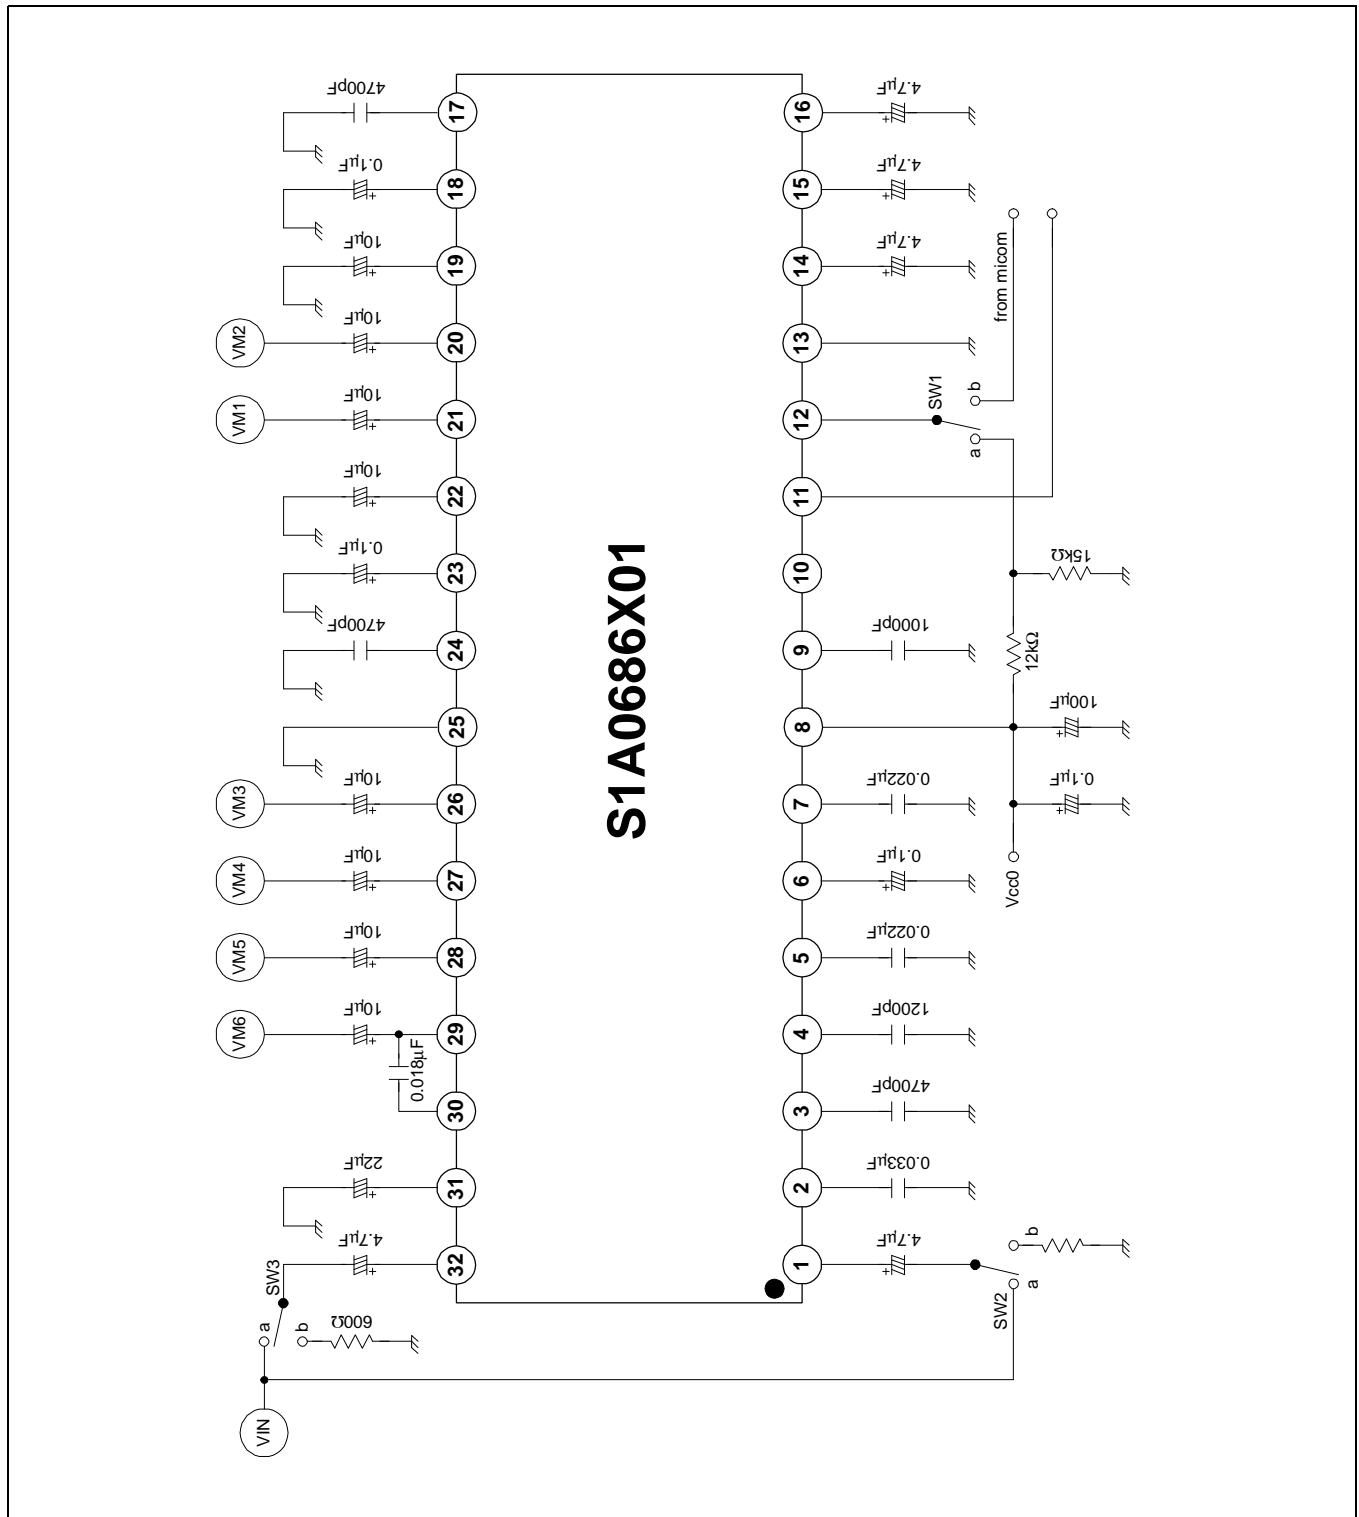 4700pF
17
16
4.7µF
0.1µF
18
15
4.7µF
10µF
19
14
4.7µF
from micom
VM2
10µF
20
13
VM1
10µF
21
12
SW1
b
a
10µF
22
11
0.1µF
23
10
15kΩ
S1A0686X01
4700pF
24
9
1000pF
12kΩ
25
8
100µF
VM3
10µF
26
7
0.022µF
0.1µF
Vcc0
VM4
10µF
27
6
0.1µF
VM5
10µF
28
5
0.022µF
VM6
10µF
29
4
1200pF
0.018µF
30
3
4700pF
22µF
31
2
0.033µF
SW3
4.7µF
32
1
4.7µF
b
a
SW2
a
b
600Ω
VIN